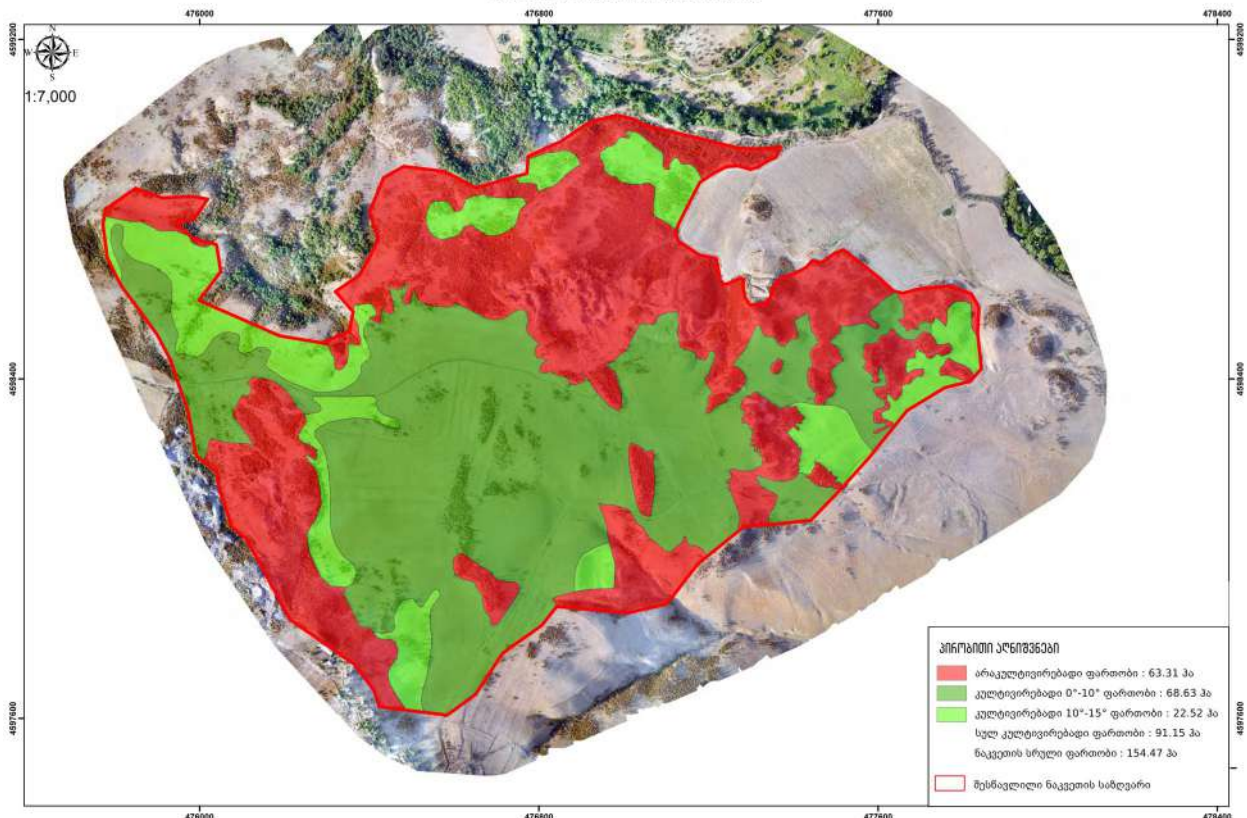 476000 476800 477600 478400
4599200 4599200
N
W E
S
1:7,000
4598400 4598400
4597600 4597600
პირობითი აღნიშვნები
არაკულტივირებადი ფართობი : 63.31 ჰა
კულტივირებადი 0°-10° ფართობი : 68.63 ჰა
კულტივირებადი 10°-15° ფართობი : 22.52 ჰა
სულ კულტივირებადი ფართობი : 91.15 ჰა
ნაკვეთის სრული ფართობი : 154.47 ჰა
შესწავლილი ნაკვეთის საზღვარი
476000 476800 477600 478400